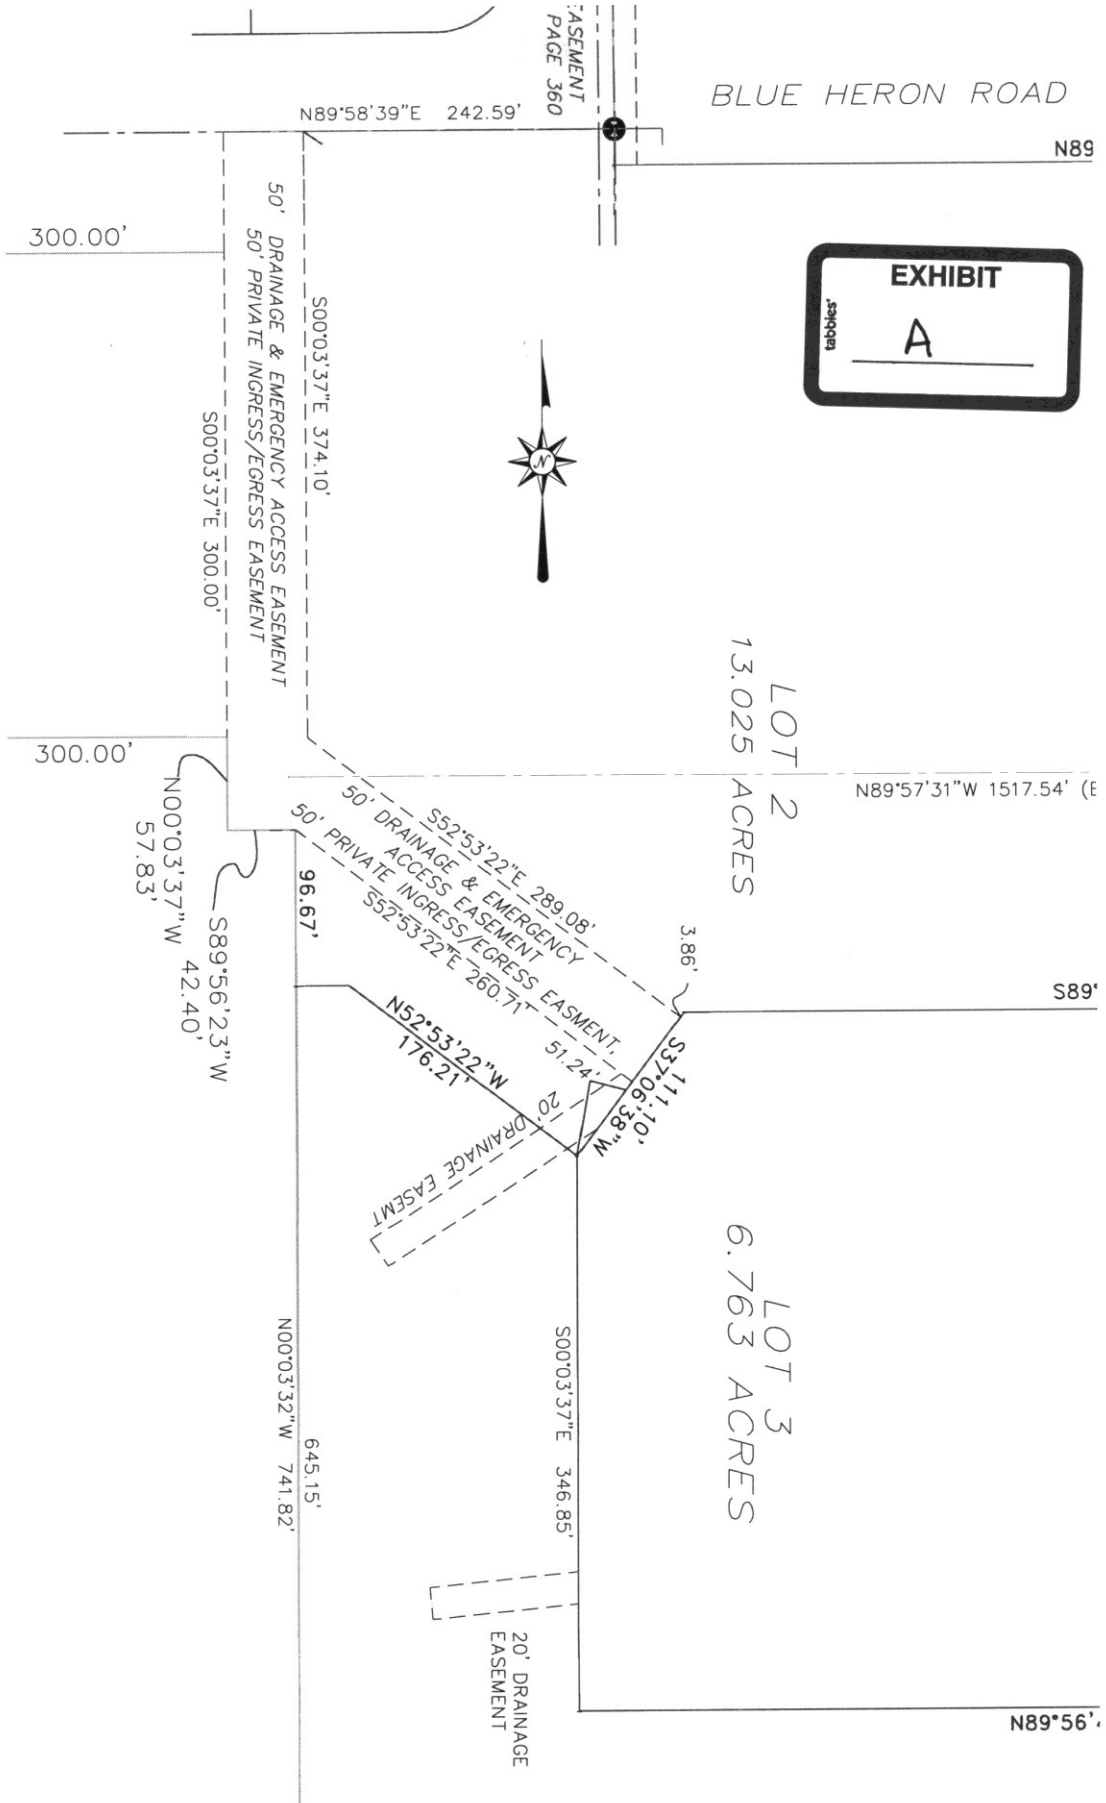 EASEMENT
PAGE 360
BLUE HERON ROAD
N89°58'39"E 242.59'
N89
300.00'
50' DRAINAGE & EMERGENCY ACCESS EASEMENT
50' PRIVATE INGRESS/EGRESS EASEMENT
S00°03'37"E 374.10'
S00°03'37"E 300.00'
EXHIBIT
tabbies'
A
N
LOT 2
13.025 ACRES
300.00'
N89°57'31"W 1517.54' (E
N00°03'37"W
57.83'
S89°56'23"W
42.40'
96.67'
S52°53'22"E 289.08'
50' DRAINAGE & EMERGENCY
ACCESS EASEMENT
50' PRIVATE INGRESS/EGRESS EASMENT,
S52°53'22"E 260.71'
3.86'
S89°
N52°53'22"W
176.21'
51.24'
111.10'
S37°06'38"W
20'
DRAINAGE EASEMT
LOT 3
6.763 ACRES
S00°03'37"E 346.85'
645.15'
N00°03'32"W 741.82'
20' DRAINAGE
EASEMENT
N89°56'